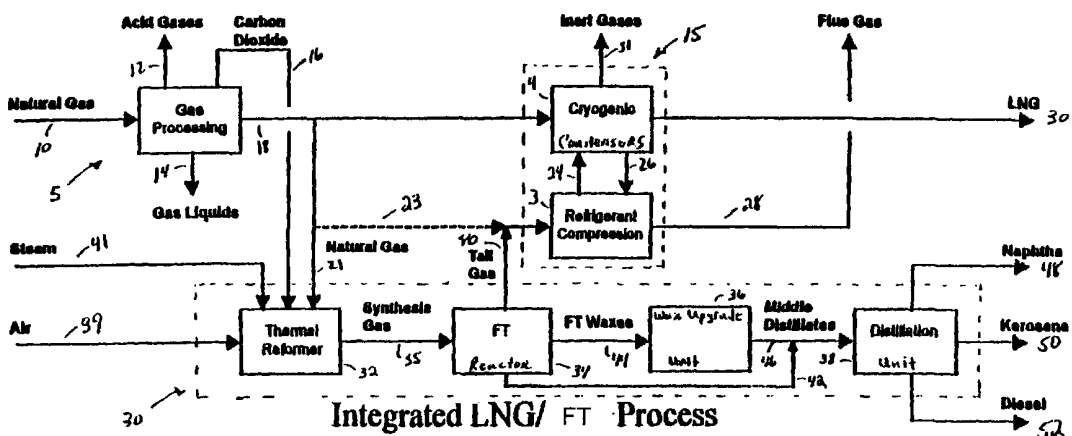 Acid Gases
Carbon
Dioxide
Inert Gases
Flue Gas
12
16
31
15
Natural Gas
10
Gas
Processing
18
4
Cryogenic
Condensors
LNG
30
5
14
Gas Liquids
24
26
23
3
Refrigerant
Compression
28
Steam
41
Natural Gas
21
Tail
Gas
Naphtha
48
Air
39
Thermal
Reformer
32
Synthesis
Gas
35
FT
Reactor
34
FT Waxes
44
36
Wax Upgrade
Unit
Middle
Distillates
46
42
Distillation
Unit
38
Kerosene
50
Diesel
52
30
Integrated LNG/ FT Process